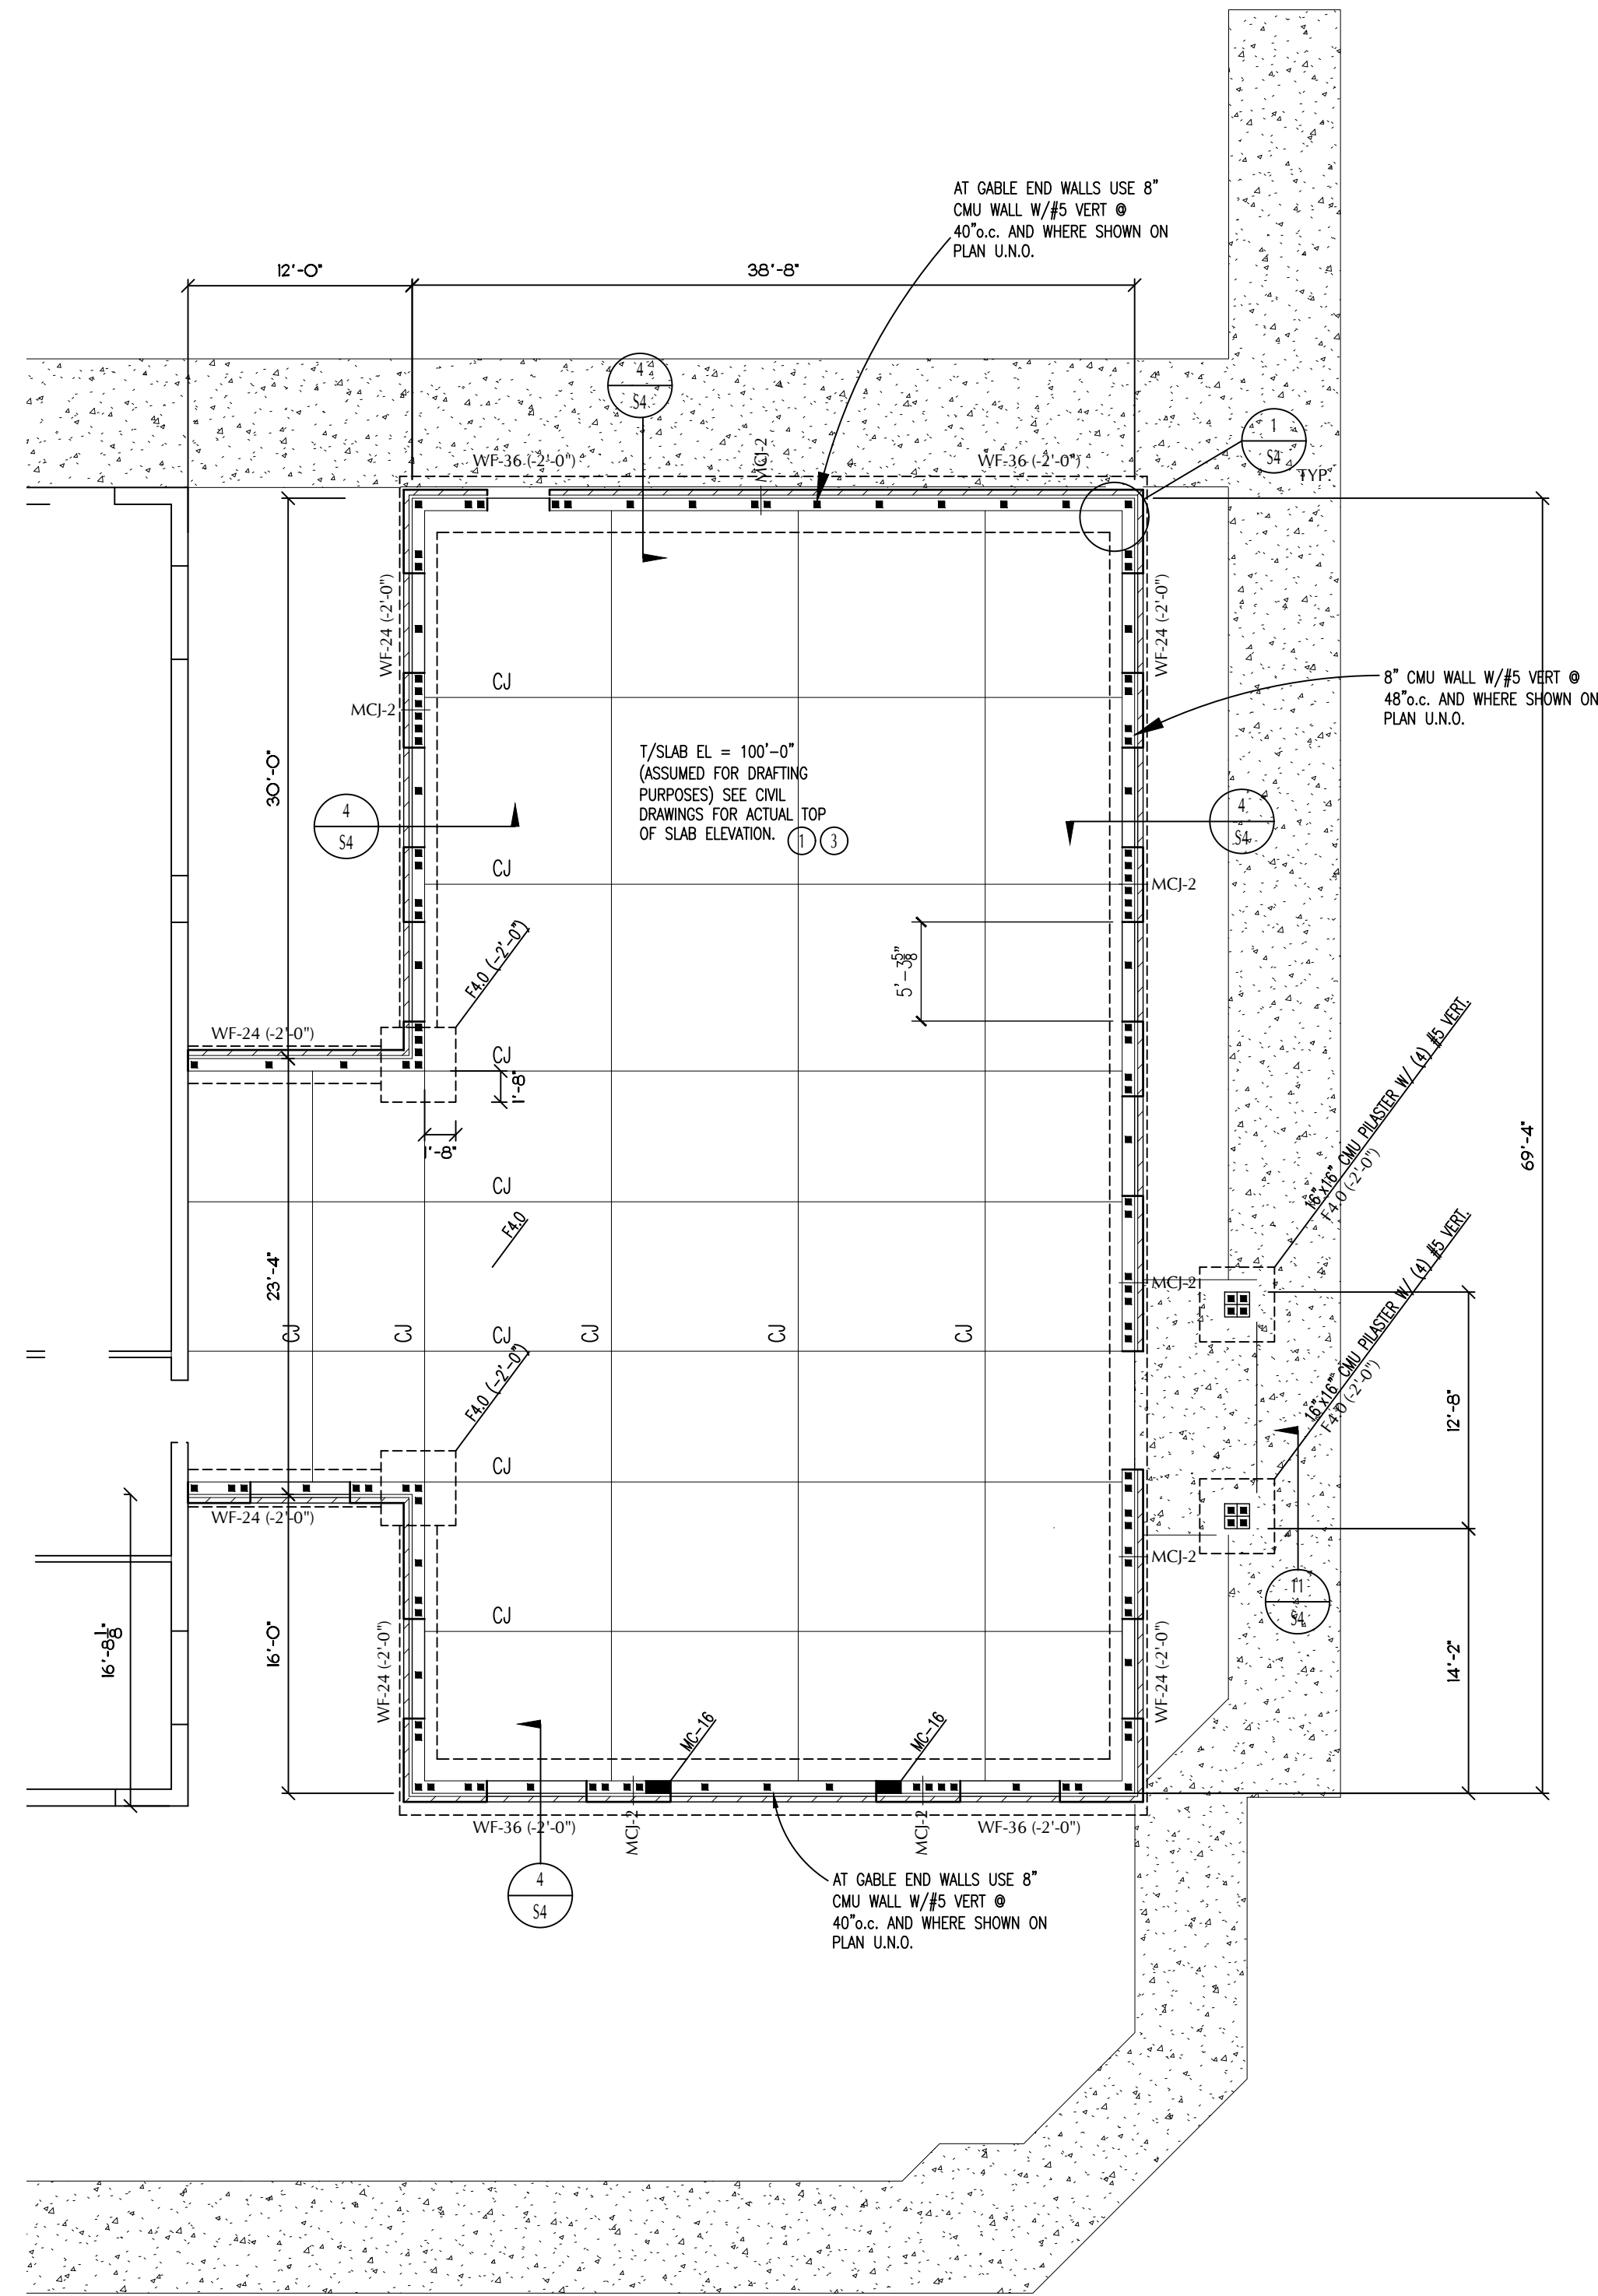 AT GABLE END WALLS USE 8"
CMU WALL W/#5 VERT @
40"o.c. AND WHERE SHOWN ON
PLAN U.N.O.
12'-0"
38'-8"
4
S4
1
S4
TYP.
WF-36 (-2'-0")
MCJ-2
WF-36 (-2'-0")
WF-24 (-2'-0")
WF-24 (-2'-0")
CJ
MCJ-2
8" CMU WALL W/#5 VERT @
48"o.c. AND WHERE SHOWN ON
PLAN U.N.O.
T/SLAB EL = 100'-0"
(ASSUMED FOR DRAFTING
PURPOSES) SEE CIVIL
DRAWINGS FOR ACTUAL TOP
OF SLAB ELEVATION.
1
3
30'-0"
4
S4
4
S4
CJ
MCJ-2
F4.0 (-2'-0")
5'-3 5/8"
WF-24 (-2'-0")
CJ
1'-8"
1'-8"
16"x16" CMU PILASTER W/ (4) #5 VERT.
F4.0 (-2'-0")
69'-4"
CJ
F4.0
23'-4"
MCJ-2
16"x16" CMU PILASTER W/ (4) #5 VERT.
F4.0 (-2'-0")
CJ
CJ
CJ
CJ
CJ
CJ
F4.0 (-2'-0")
12'-8"
CJ
WF-24 (-2'-0")
MCJ-2
11
S4
CJ
16'-8 1/8"
16'-0"
WF-24 (-2'-0")
WF-24 (-2'-0")
14'-2"
MC-16
MC-16
WF-36 (-2'-0")
MCJ-2
MCJ-2
WF-36 (-2'-0")
4
S4
AT GABLE END WALLS USE 8"
CMU WALL W/#5 VERT @
40"o.c. AND WHERE SHOWN ON
PLAN U.N.O.